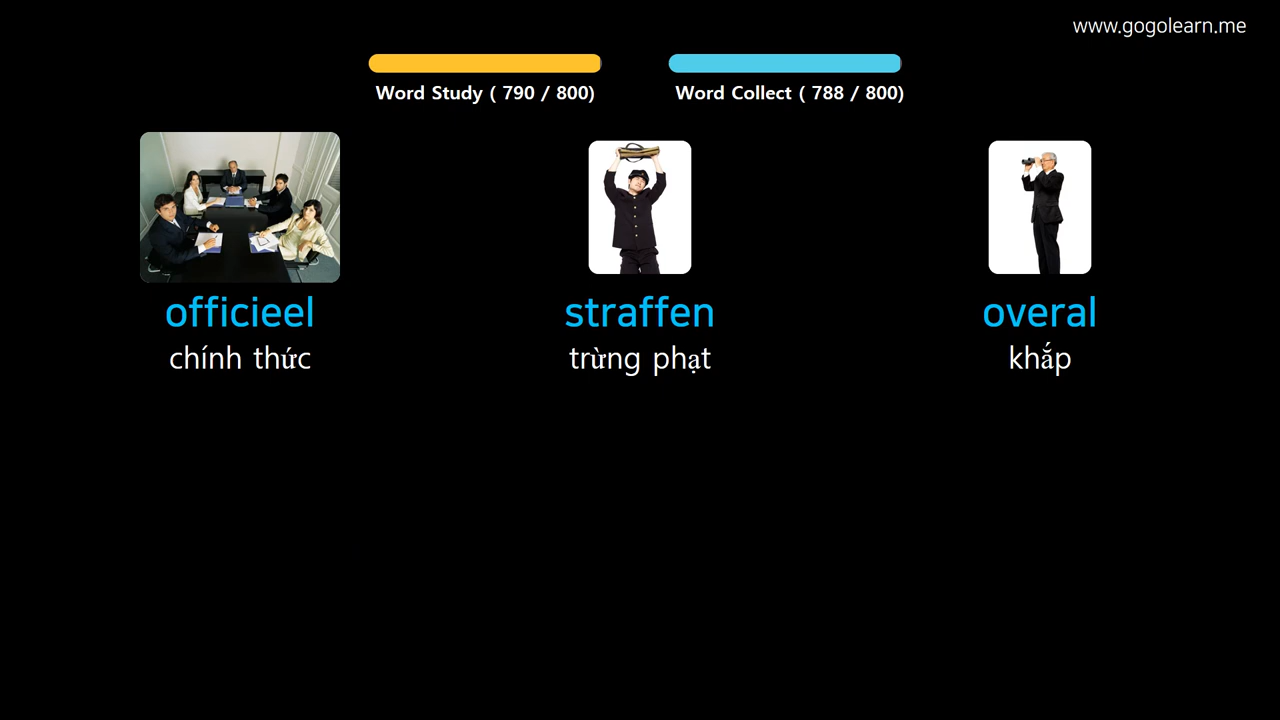 www.gogolearn.me
Word Study ( 790 / 800)
Word Collect ( 788 / 800)
officieel
straffen
overal
chính thức
trừng phạt
khắp